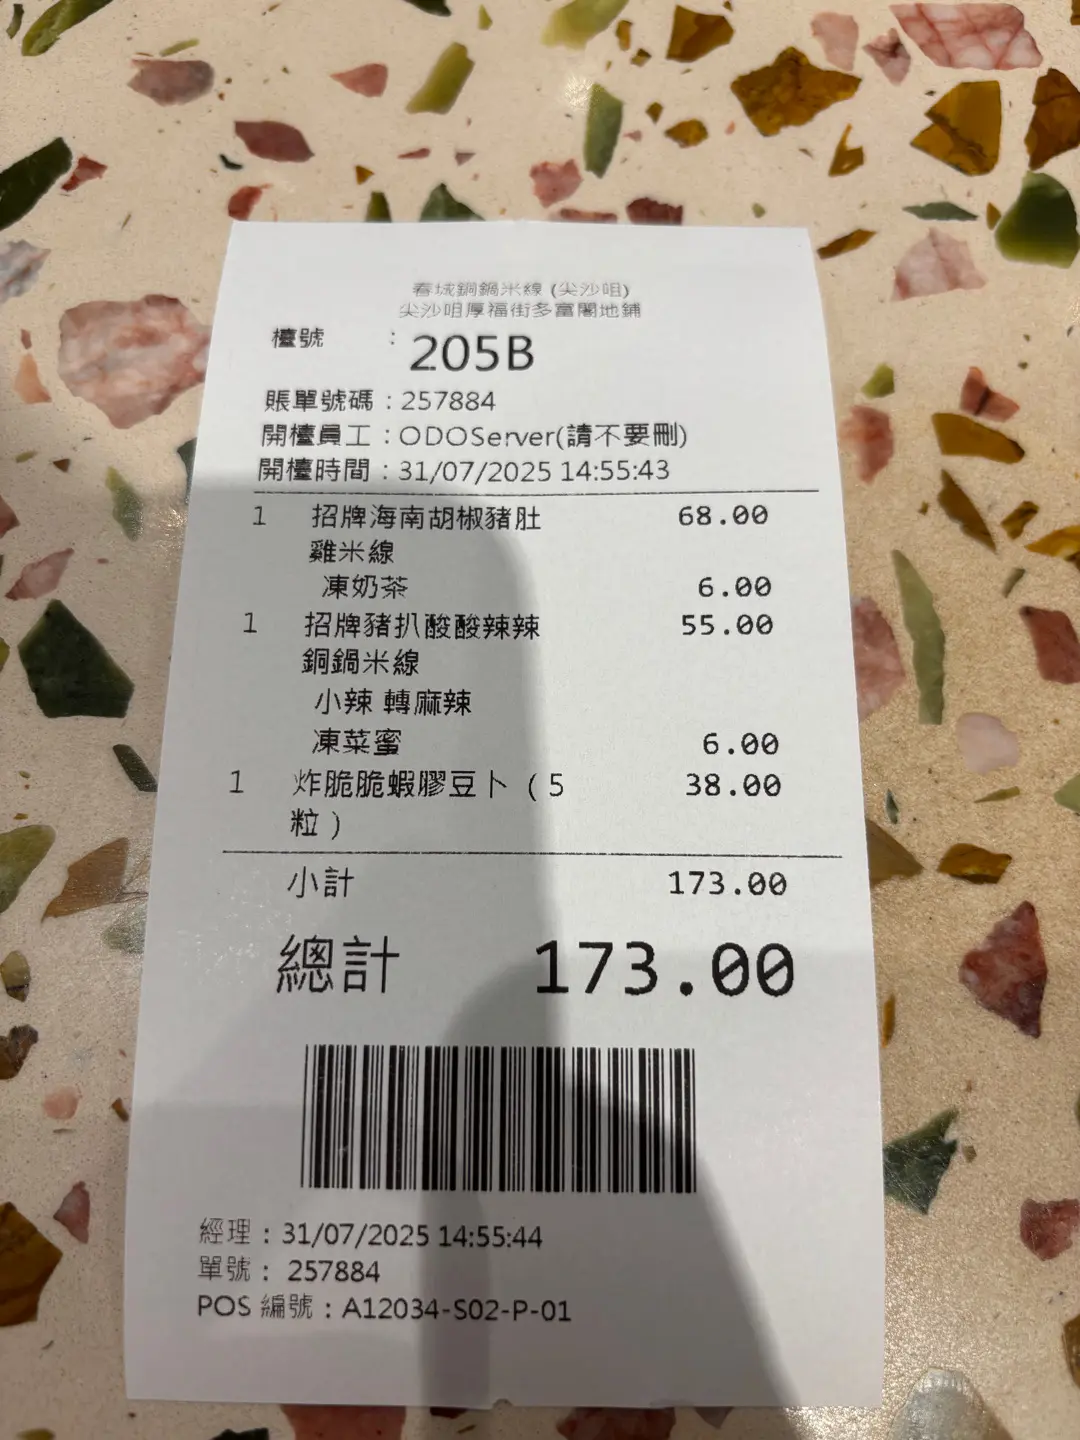 春城銅鍋米線 (尖沙咀)
尖沙咀厚福街多富閣地鋪
檯號 : 205B
賬單號碼 : 257884
開檯員工 : ODOServer(請不要刪)
開檯時間 : 31/07/2025 14:55:43
1 招牌海南胡椒豬肚 68.00
雞米線
凍奶茶 6.00
1 招牌豬扒酸酸辣辣 55.00
銅鍋米線
小辣 轉麻辣
凍菜蜜 6.00
1 炸脆脆蝦膠豆卜（5 38.00
粒）
小計 173.00
總計 173.00
經理 : 31/07/2025 14:55:44
單號 : 257884
POS 編號 : A12034-S02-P-01